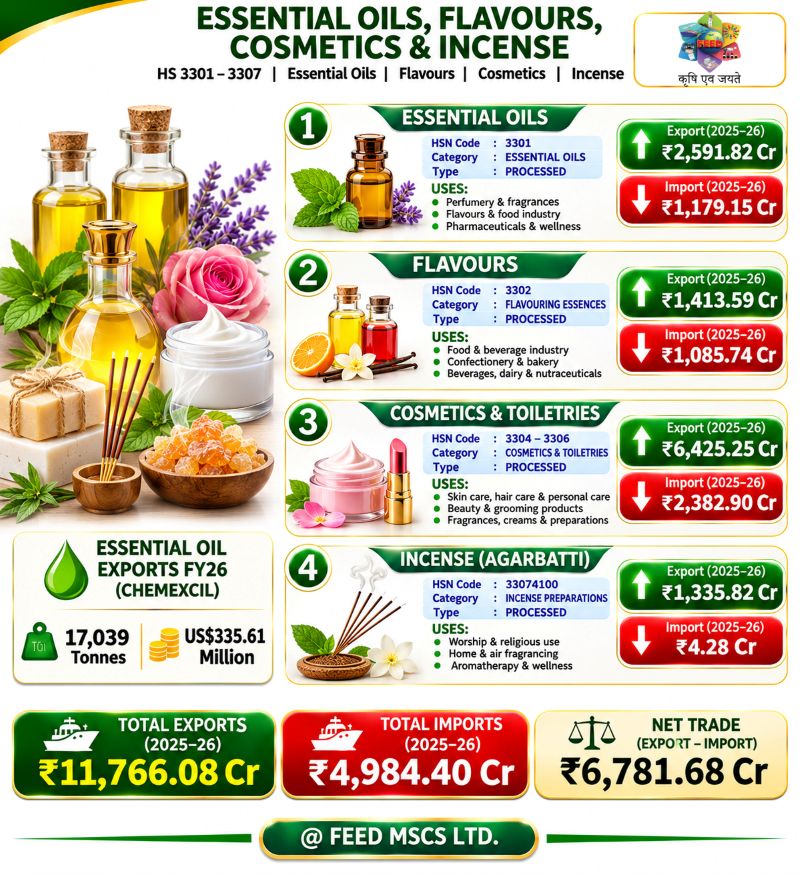 ESSENTIAL OILS, FLAVOURS,
COSMETICS & INCENSE
HS 3301 – 3307 | Essential Oils | Flavours | Cosmetics | Incense
FEED
कृषि एव जयते
1
ESSENTIAL OILS
HSN Code : 3301
Category : ESSENTIAL OILS
Type : PROCESSED
USES:
Perfumery & fragrances
Flavours & food industry
Pharmaceuticals & wellness
Export (2025–26)
₹2,591.82 Cr
Import (2025–26)
₹1,179.15 Cr
2
FLAVOURS
HSN Code : 3302
Category : FLAVOURING ESSENCES
Type : PROCESSED
USES:
Food & beverage industry
Confectionery & bakery
Beverages, dairy & nutraceuticals
Export (2025–26)
₹1,413.59 Cr
Import (2025–26)
₹1,085.74 Cr
3
COSMETICS & TOILETRIES
HSN Code : 3304 – 3306
Category : COSMETICS & TOILETRIES
Type : PROCESSED
USES:
Skin care, hair care & personal care
Beauty & grooming products
Fragrances, creams & preparations
Export (2025–26)
₹6,425.25 Cr
Import (2025–26)
₹2,382.90 Cr
4
INCENSE (AGARBATTI)
HSN Code : 33074100
Category : INCENSE PREPARATIONS
Type : PROCESSED
USES:
Worship & religious use
Home & air fragrancing
Aromatherapy & wellness
Export (2025–26)
₹1,335.82 Cr
Import (2025–26)
₹4.28 Cr
ESSENTIAL OIL
EXPORTS FY26
(CHEMEXCIL)
17,039
Tonnes
US$335.61
Million
TOTAL EXPORTS
(2025–26)
₹11,766.08 Cr
TOTAL IMPORTS
(2025–26)
₹4,984.40 Cr
NET TRADE
(EXPORT – IMPORT)
₹6,781.68 Cr
@ FEED MSCS LTD.